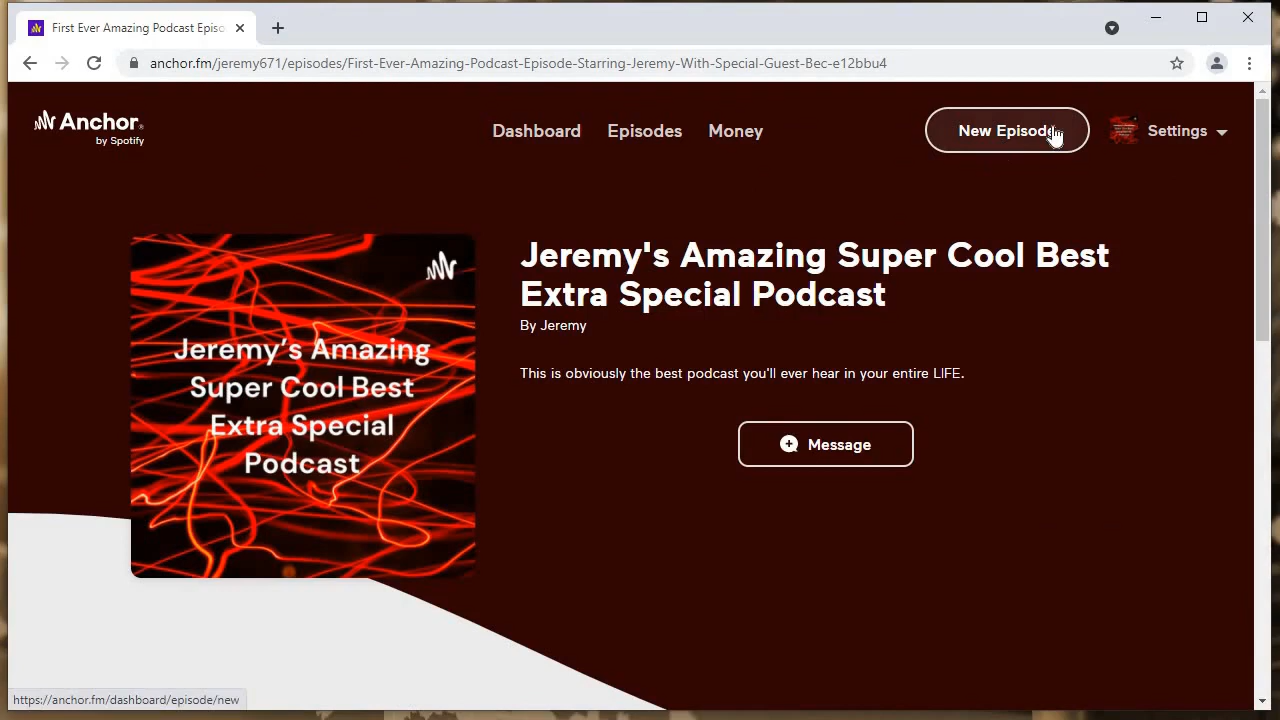 First Ever Amazing Podcast Episo
anchor.fm/jeremy671/episodes/First-Ever-Amazing-Podcast-Episode-Starring-Jeremy-With-Special-Guest-Bec-e12bbu4
Anchor
by Spotify
Dashboard
Episodes
Money
New Episode
Settings
Jeremy's Amazing Super Cool Best
Extra Special Podcast
By Jeremy
This is obviously the best podcast you'll ever hear in your entire LIFE.
Message
Jeremy's Amazing
Super Cool Best
Extra Special
Podcast
https://anchor.fm/dashboard/episode/new